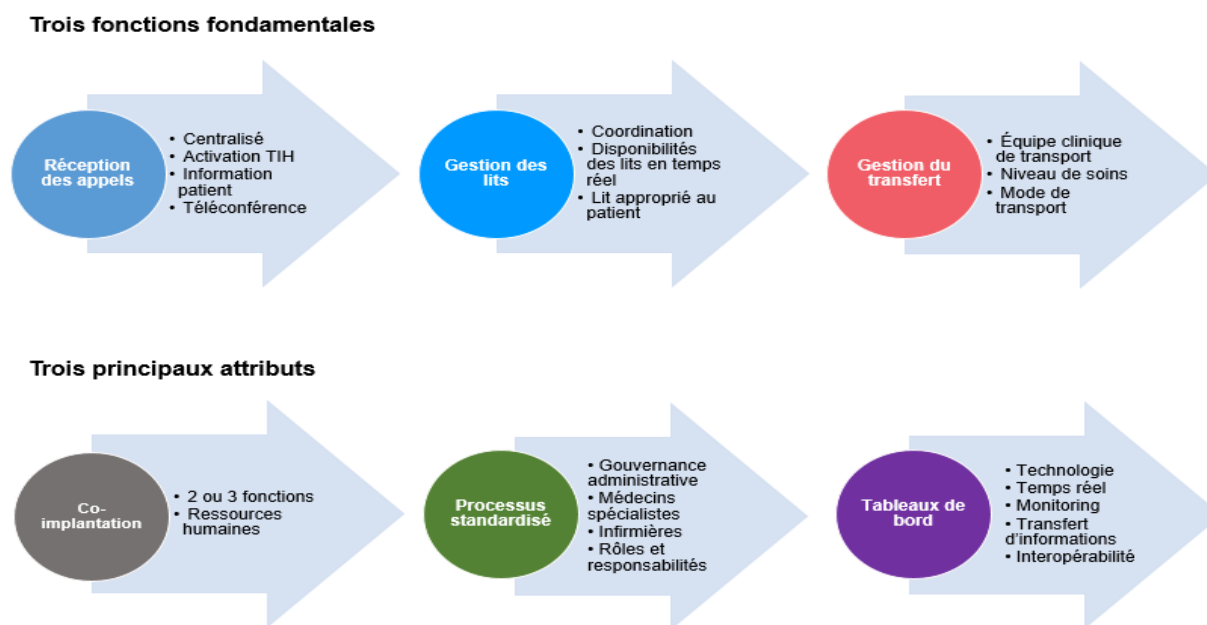 Trois fonctions fondamentales
Réception
des appels
• Centralisé
• Activation TIH
• Information
patient
• Téléconférence
Gestion des
lits
• Coordination
• Disponibilités
des lits en temps
réel
• Lit approprié au
patient
Gestion du
transfert
• Équipe clinique
de transport
• Niveau de soins
• Mode de
transport
Trois principaux attributs
Co-
implantation
• 2 ou 3 fonctions
• Ressources
humaines
Processus
standardisé
• Gouvernance
administrative
• Médecins
spécialistes
• Infirmières
• Rôles et
responsabilités
Tableaux de
bord
• Technologie
• Temps réel
• Monitoring
• Transfert
d'informations
• Interopérabilité